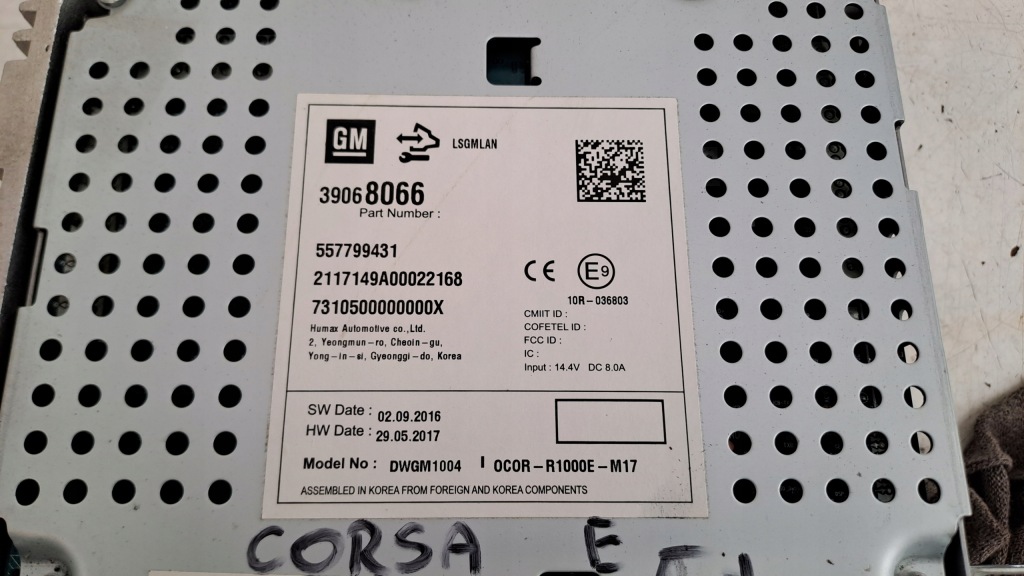 GM LSGMLAN
39068066
Part Number :
557799431
2117149A00022168
7310500000000X
Humax Automotive co.,Ltd.
2, Yeongmun-ro, Cheoin-gu,
Yong-in-si, Gyeonggi-do, Korea
CE E9
10R-036803
CMIIT ID :
COFETEL ID :
FCC ID :
IC :
Input : 14.4V DC 8.0A
SW Date : 02.09.2016
HW Date : 29.05.2017
Model No : DWGM1004 I OCOR-R1000E-M17
ASSEMBLED IN KOREA FROM FOREIGN AND KOREA COMPONENTS
CORSA E